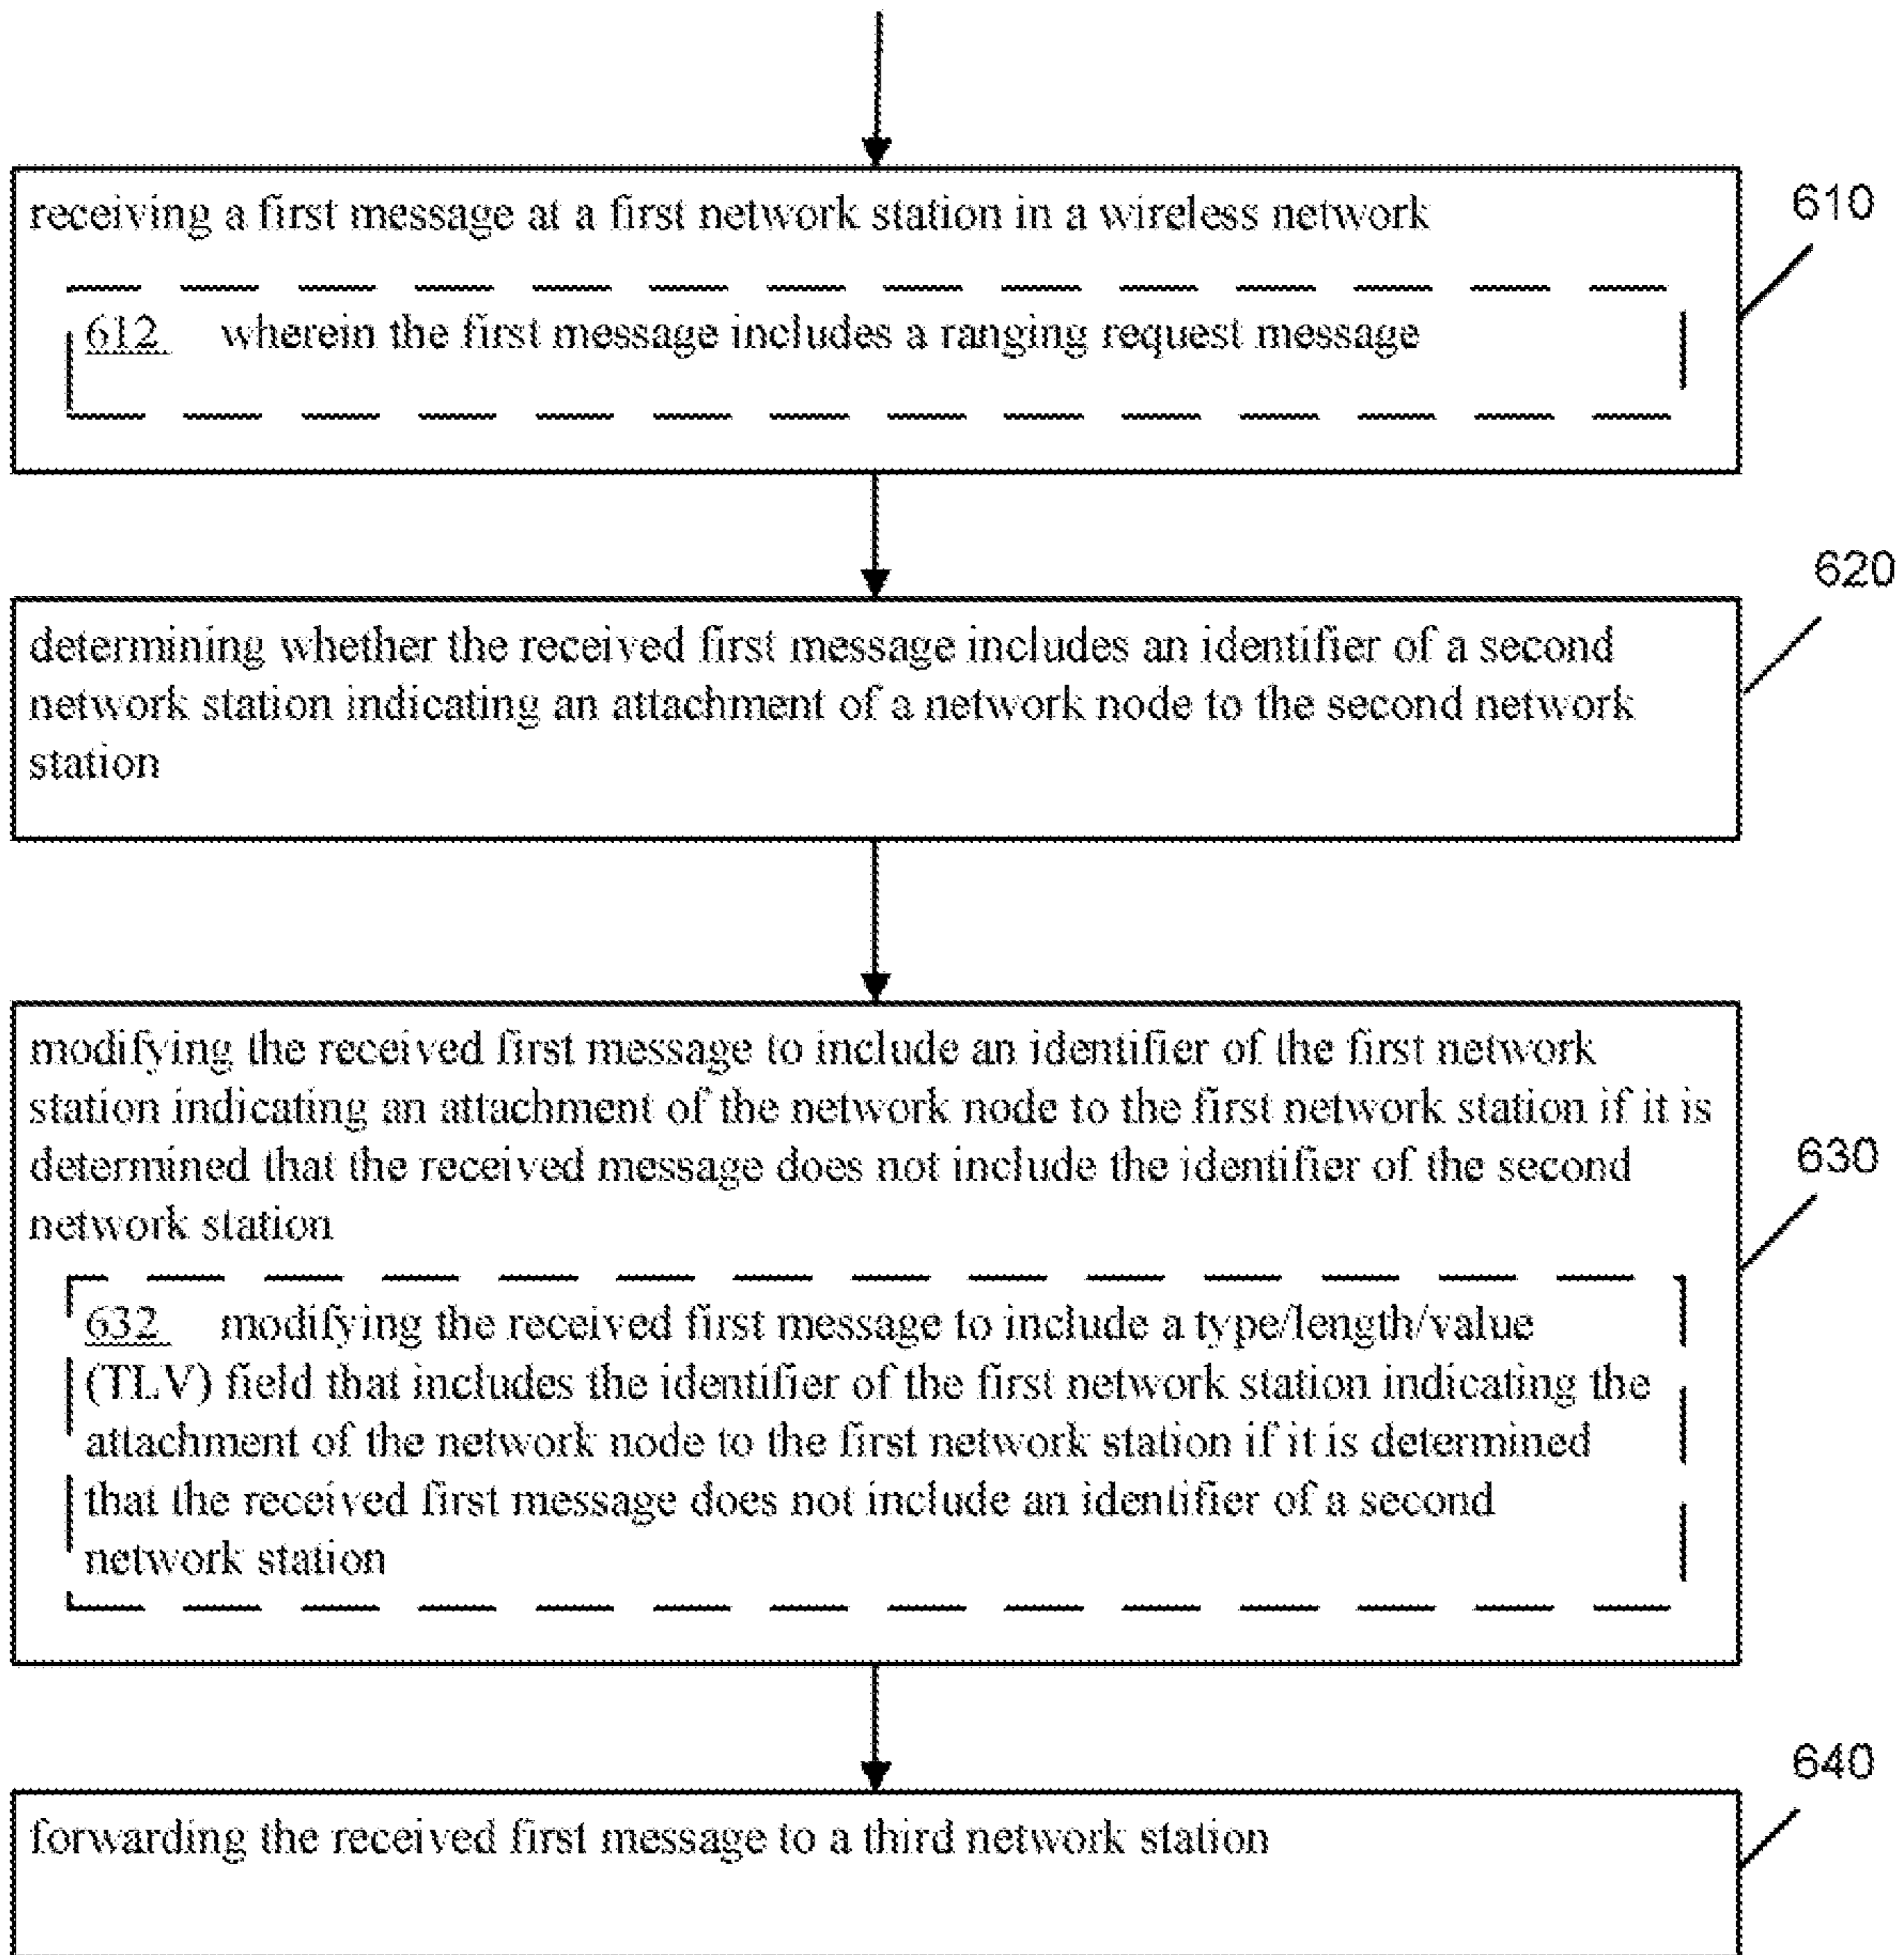 receiving a first message at a first network station in a wireless network
610
612 wherein the first message includes a ranging request message
620
determining whether the received first message includes an identifier of a second
network station indicating an attachment of a network node to the second network
station
modifying the received first message to include an identifier of the first network
station indicating an attachment of the network node to the first network station if it is
determined that the received message does not include the identifier of the second
network station
630
632 modifying the received first message to include a type/length/value
(TLV) field that includes the identifier of the first network station indicating the
attachment of the network node to the first network station if it is determined
that the received first message does not include an identifier of a second
network station
640
forwarding the received first message to a third network station